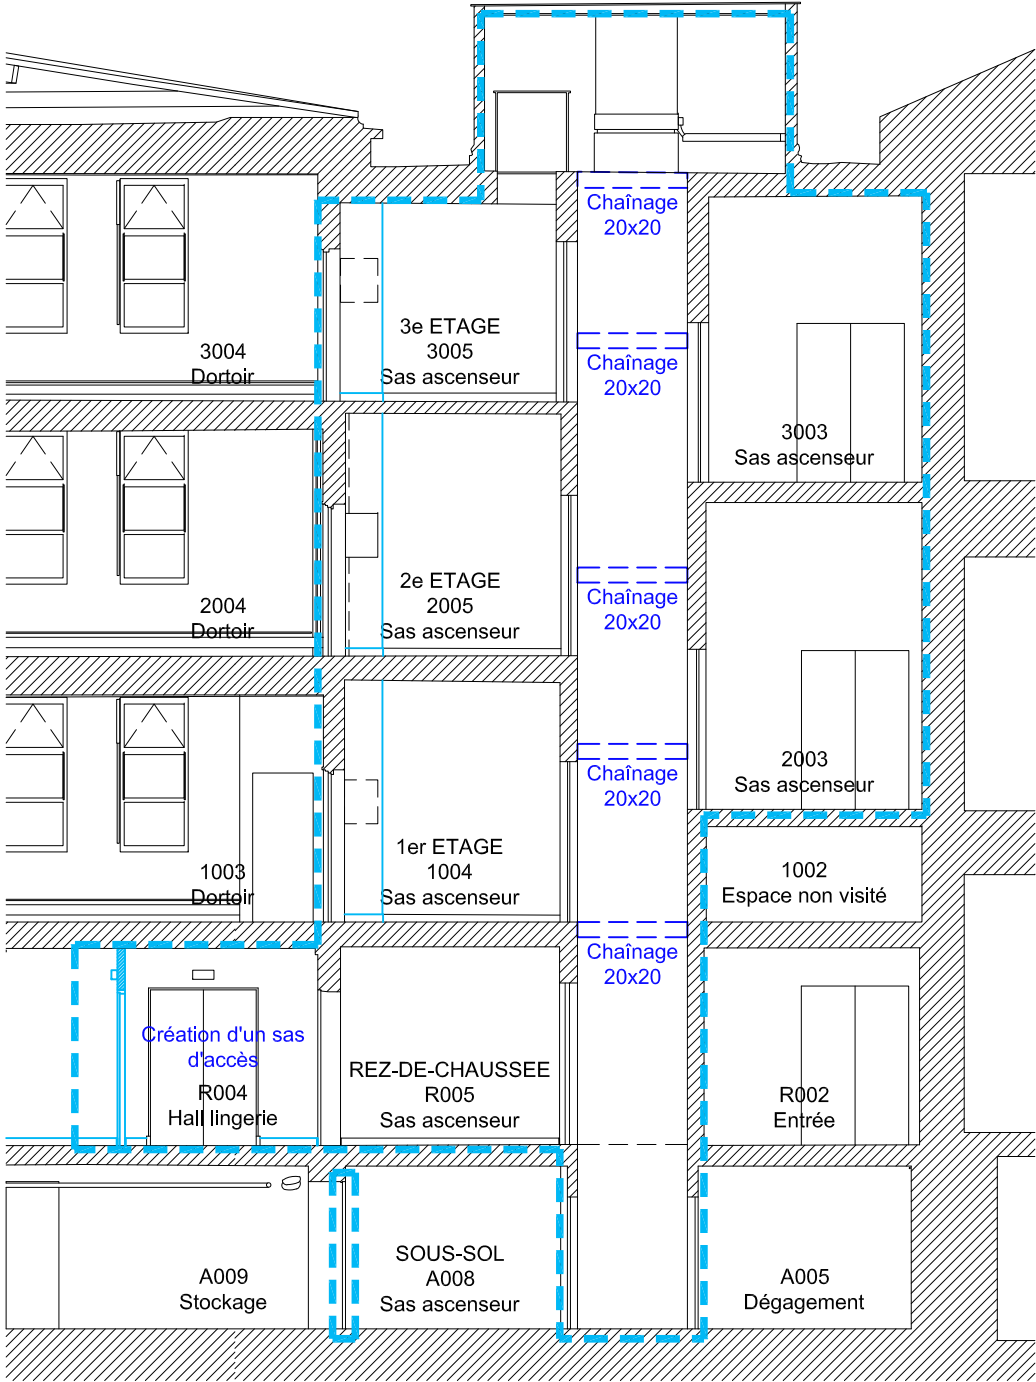 Chaînage
20x20
3e ETAGE
3005
Sas ascenseur
3004
Dortoir
Chaînage
20x20
3003
Sas ascenseur
2e ETAGE
2005
Sas ascenseur
2004
Dortoir
Chaînage
20x20
2003
Sas ascenseur
Chaînage
20x20
1er ETAGE
1004
Sas ascenseur
1003
Dortoir
1002
Espace non visité
Chaînage
20x20
Création d'un sas
d'accès
R004
Hall lingerie
REZ-DE-CHAUSSEE
R005
Sas ascenseur
R002
Entrée
A009
Stockage
SOUS-SOL
A008
Sas ascenseur
A005
Dégagement